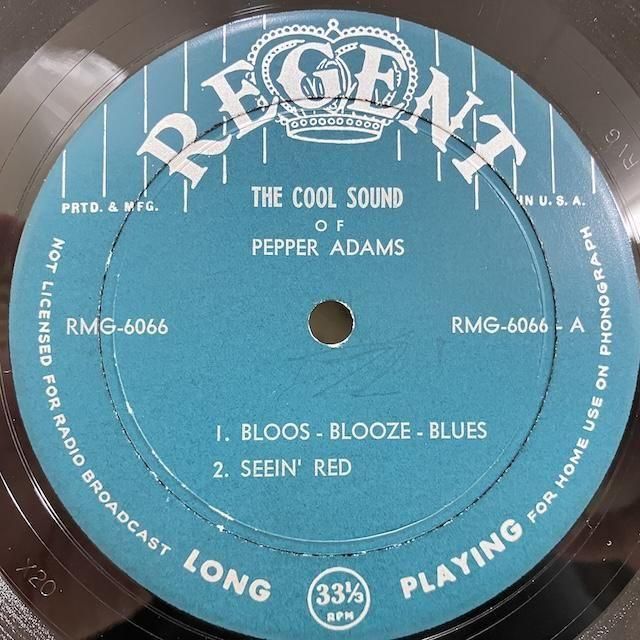 REGENT
PRTD. & MFG.
IN U. S. A.
THE COOL SOUND
OF
PEPPER ADAMS
RMG-6066
RMG-6066 - A
1. BLOOS - BLOOZE - BLUES
2. SEEIN' RED
NOT LICENSED FOR RADIO BROADCAST
LONG
33⅓
RPM
PLAYING
FOR HOME USE ON PHONOGRAPH
X20